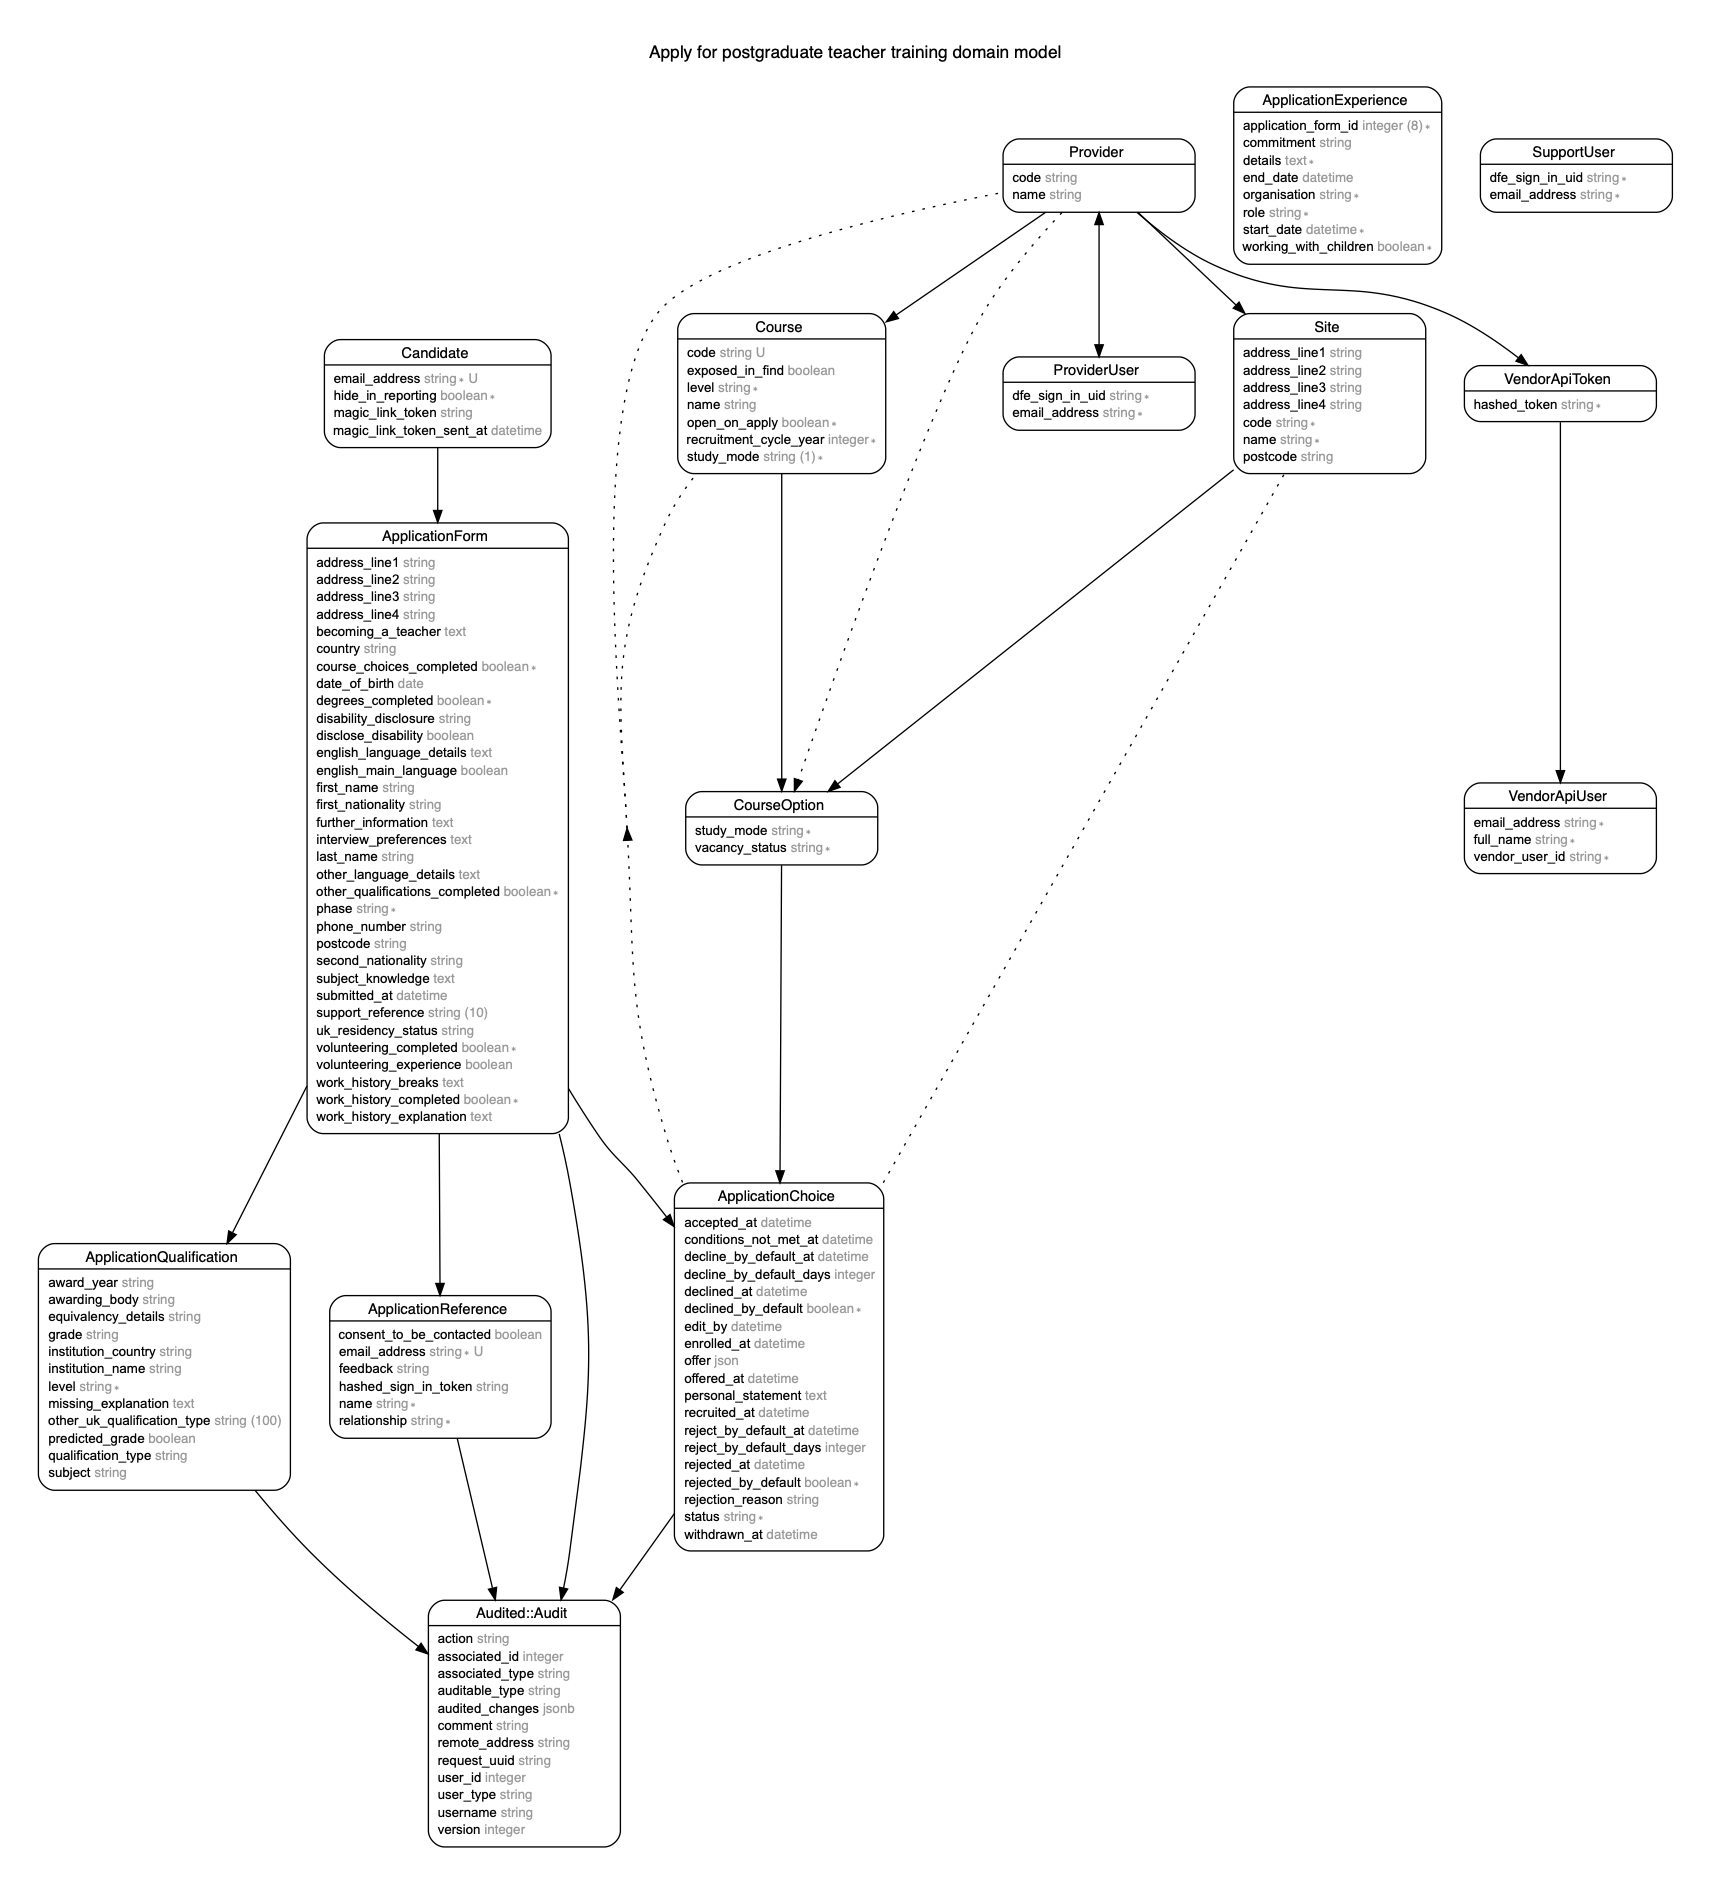 Apply for postgraduate teacher training domain model
ApplicationExperience
application_form_id integer (8) ∗
commitment string
details text ∗
end_date datetime
organisation string ∗
role string ∗
start_date datetime ∗
working_with_children boolean ∗
Provider
code string
name string
SupportUser
dfe_sign_in_uid string ∗
email_address string ∗
Course
code string U
exposed_in_find boolean
level string ∗
name string
open_on_apply boolean ∗
recruitment_cycle_year integer ∗
study_mode string (1) ∗
Site
address_line1 string
address_line2 string
address_line3 string
address_line4 string
code string ∗
name string ∗
postcode string
Candidate
email_address string ∗ U
hide_in_reporting boolean ∗
magic_link_token string
magic_link_token_sent_at datetime
ProviderUser
dfe_sign_in_uid string ∗
email_address string ∗
VendorApiToken
hashed_token string ∗
ApplicationForm
address_line1 string
address_line2 string
address_line3 string
address_line4 string
becoming_a_teacher text
country string
course_choices_completed boolean ∗
date_of_birth date
degrees_completed boolean ∗
disability_disclosure string
disclose_disability boolean
english_language_details text
english_main_language boolean
first_name string
first_nationality string
further_information text
interview_preferences text
last_name string
other_language_details text
other_qualifications_completed boolean ∗
phase string ∗
phone_number string
postcode string
second_nationality string
subject_knowledge text
submitted_at datetime
support_reference string (10)
uk_residency_status string
volunteering_completed boolean ∗
volunteering_experience boolean
work_history_breaks text
work_history_completed boolean ∗
work_history_explanation text
CourseOption
study_mode string ∗
vacancy_status string ∗
VendorApiUser
email_address string ∗
full_name string ∗
vendor_user_id string ∗
ApplicationChoice
accepted_at datetime
conditions_not_met_at datetime
decline_by_default_at datetime
decline_by_default_days integer
declined_at datetime
declined_by_default boolean ∗
edit_by datetime
enrolled_at datetime
offer json
offered_at datetime
personal_statement text
recruited_at datetime
reject_by_default_at datetime
reject_by_default_days integer
rejected_at datetime
rejected_by_default boolean ∗
rejection_reason string
status string ∗
withdrawn_at datetime
ApplicationQualification
award_year string
awarding_body string
equivalency_details string
grade string
institution_country string
institution_name string
level string ∗
missing_explanation text
other_uk_qualification_type string (100)
predicted_grade boolean
qualification_type string
subject string
ApplicationReference
consent_to_be_contacted boolean
email_address string ∗ U
feedback string
hashed_sign_in_token string
name string ∗
relationship string ∗
Audited::Audit
action string
associated_id integer
associated_type string
auditable_type string
audited_changes jsonb
comment string
remote_address string
request_uuid string
user_id integer
user_type string
username string
version integer